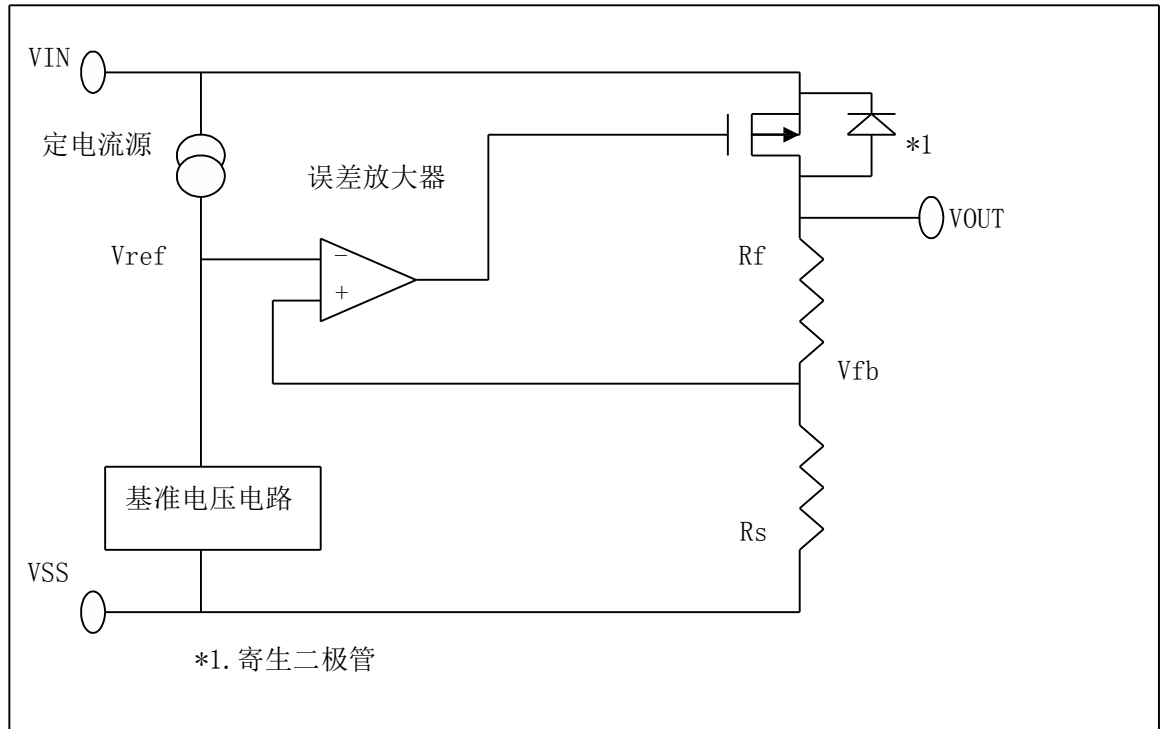 VIN
定电流源
*1
误差放大器
VOUT
Vref
−
Rf
+
Vfb
基准电压电路
Rs
VSS
*1.寄生二极管